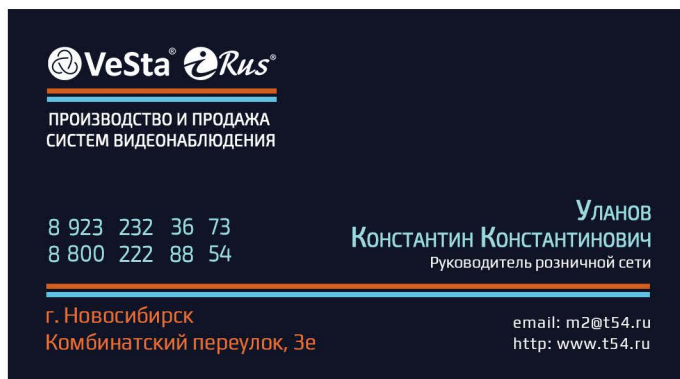 VeSta® iRus®
ПРОИЗВОДСТВО И ПРОДАЖА
СИСТЕМ ВИДЕОНАБЛЮДЕНИЯ
8 923 232 36 73
8 800 222 88 54
Уланов
Константин Константинович
Руководитель розничной сети
г. Новосибирск
Комбинатский переулок, 3е
email: m2@t54.ru
http: www.t54.ru